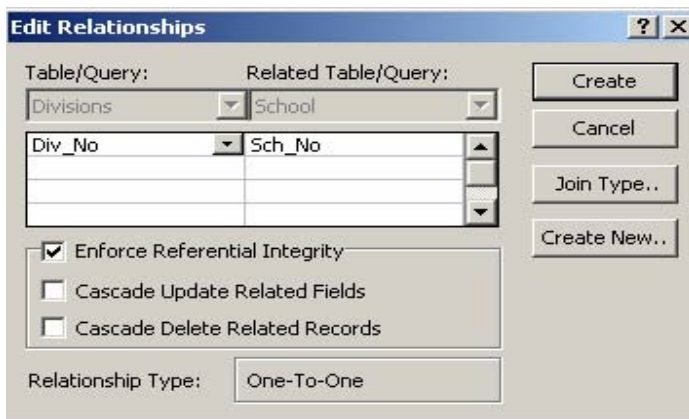 Edit Relationships
Table/Query: Related Table/Query:
Divisions School
Div_No Sch_No
Enforce Referential Integrity
Cascade Update Related Fields
Cascade Delete Related Records
Relationship Type: One-To-One
Create
Cancel
Join Type..
Create New..